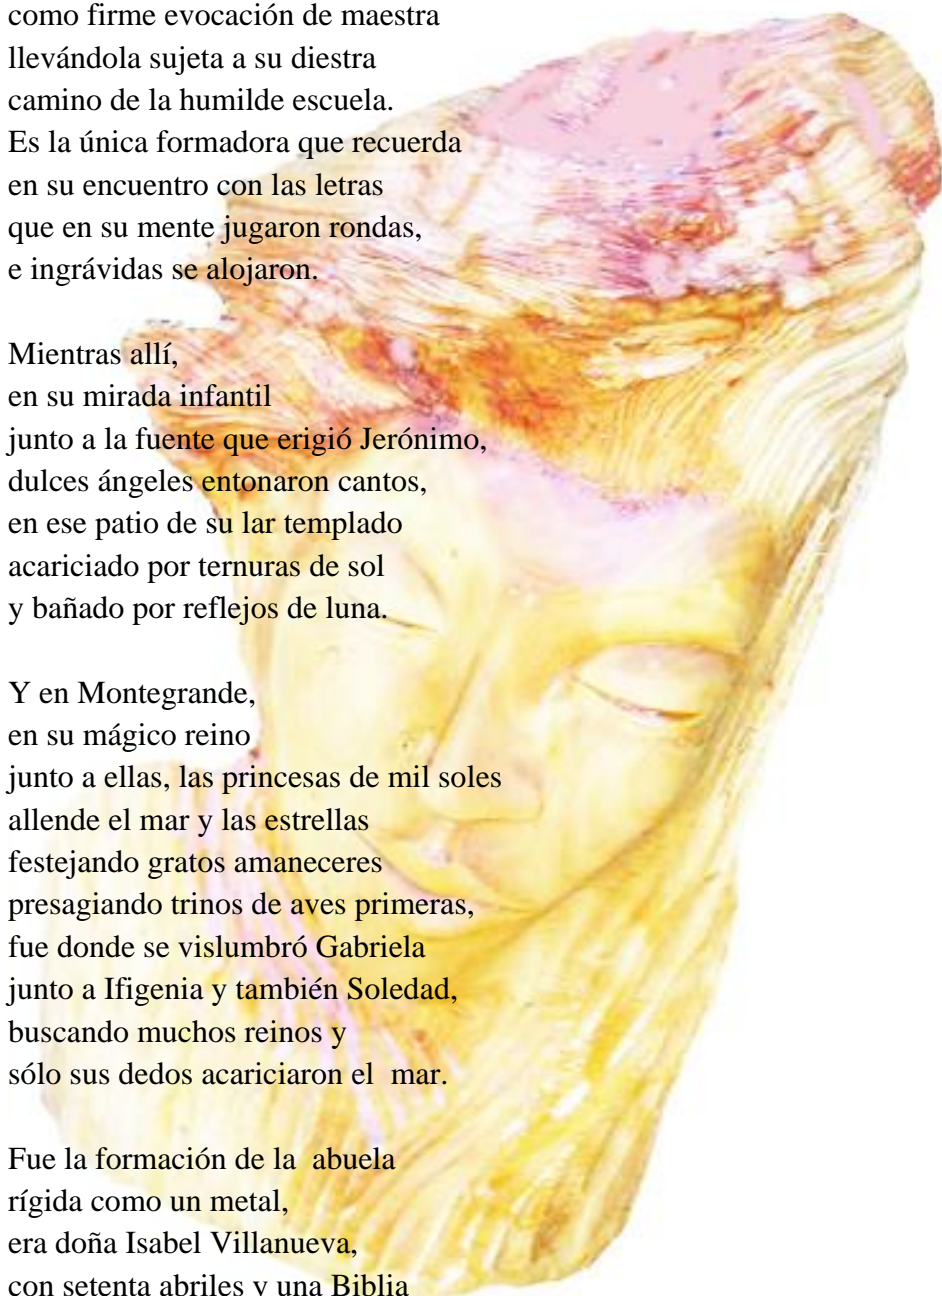 como firme evocación de maestra
llevándola sujeta a su diestra
camino de la humilde escuela.
Es la única formadora que recuerda
en su encuentro con las letras
que en su mente jugaron rondas,
e ingrávidas se alojaron.

Mientras allí,
en su mirada infantil
junto a la fuente que erigió Jerónimo,
dulces ángeles entonaron cantos,
en ese patio de su lar templado
acariciado por ternuras de sol
y bañado por reflejos de luna.

Y en Montegrande,
en su mágico reino
junto a ellas, las princesas de mil soles
allende el mar y las estrellas
festejando gratos amaneceres
presagiando trinos de aves primeras,
fue donde se vislumbró Gabriela
junto a Ifigenia y también Soledad,
buscando muchos reinos y
sólo sus dedos acariciaron el  mar.

Fue la formación de la  abuela
rígida como un metal,
era doña Isabel Villanueva,
con setenta abriles y una Biblia